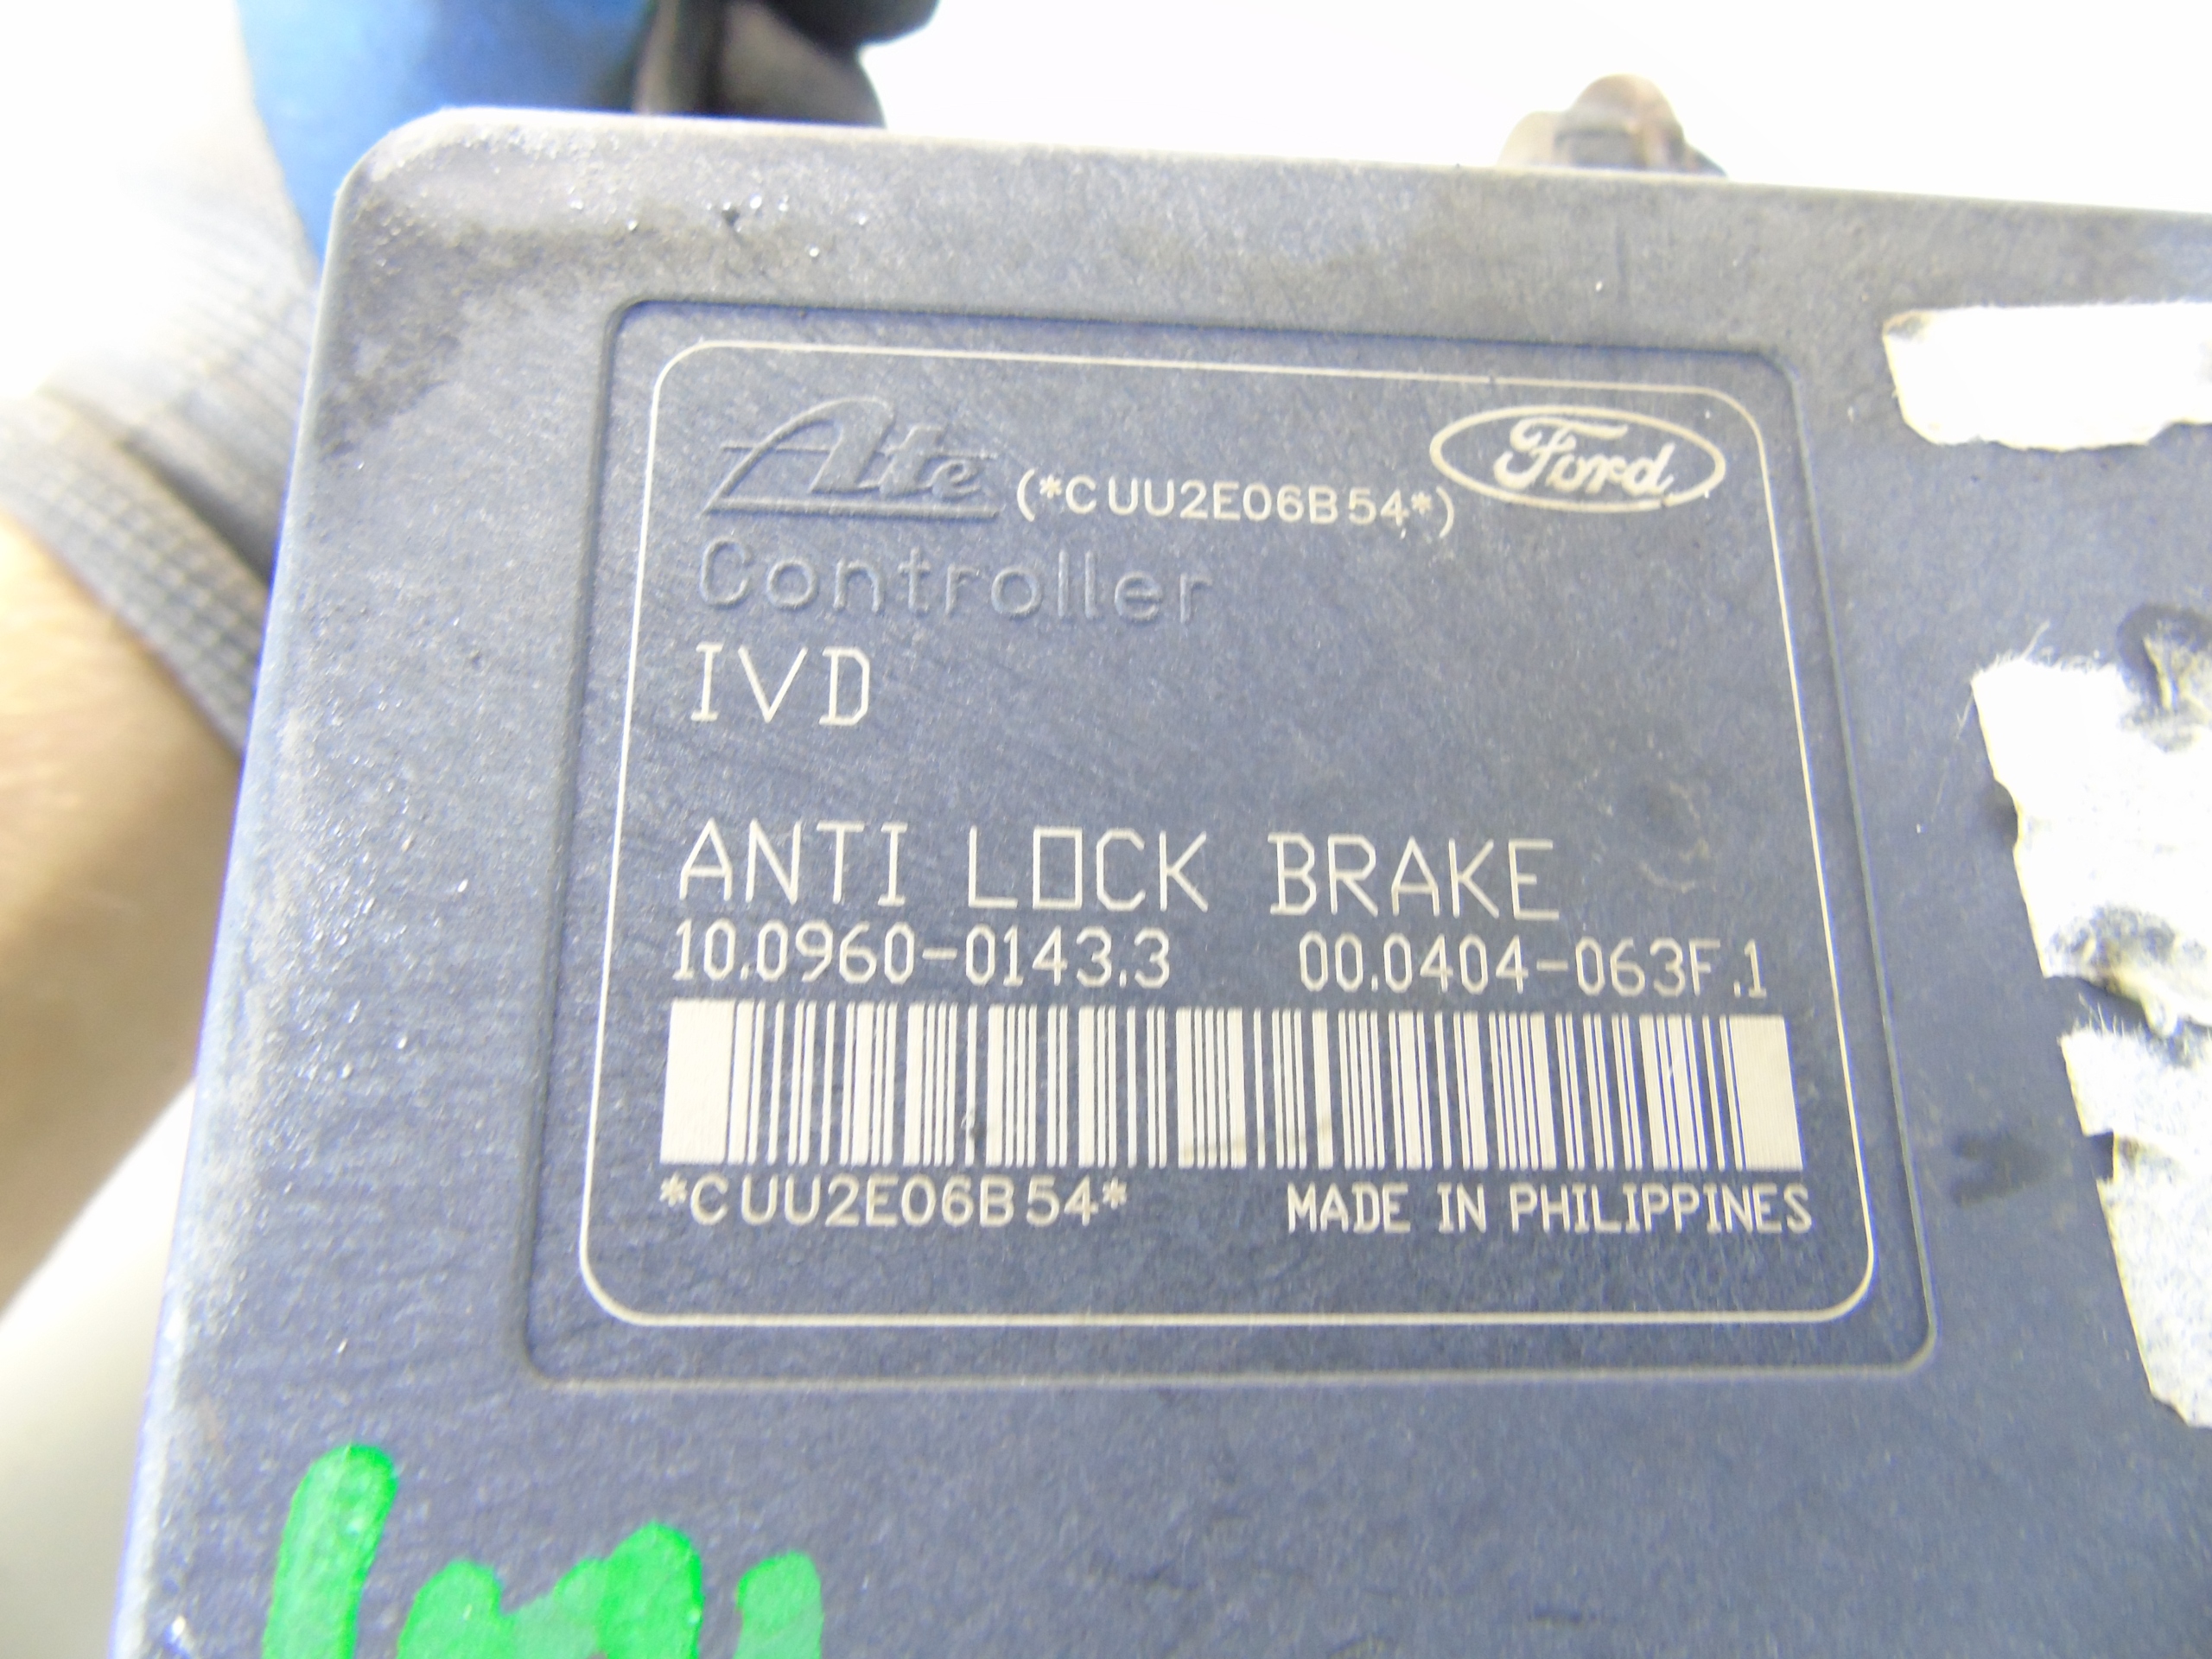 Ate (*CUU2E06B54*) Ford
Controller
IVD
ANTI LOCK BRAKE
10.0960-0143.3 00.0404-063F.1
*CUU2E06B54* MADE IN PHILIPPINES